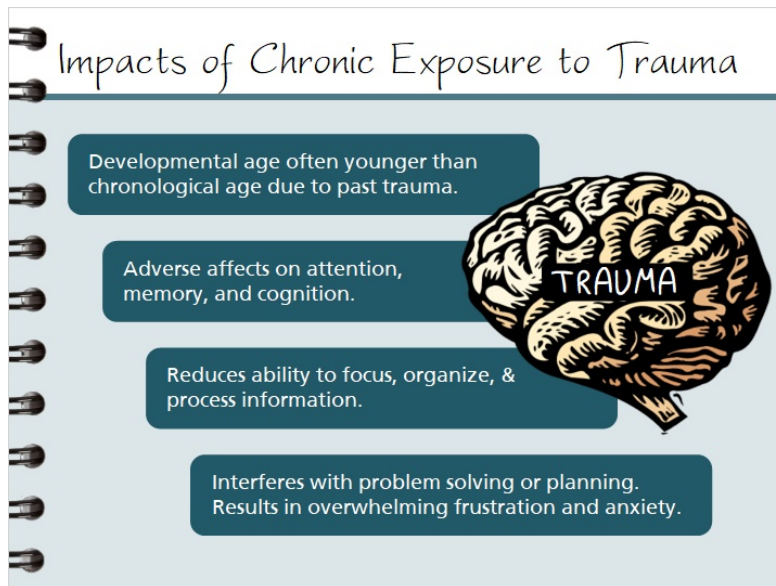 Impacts of Chronic Exposure to Trauma
Developmental age often younger than
chronological age due to past trauma.
Adverse affects on attention,
memory, and cognition.
TRAUMA
Reduces ability to focus, organize, &
process information.
Interferes with problem solving or planning.
Results in overwhelming frustration and anxiety.